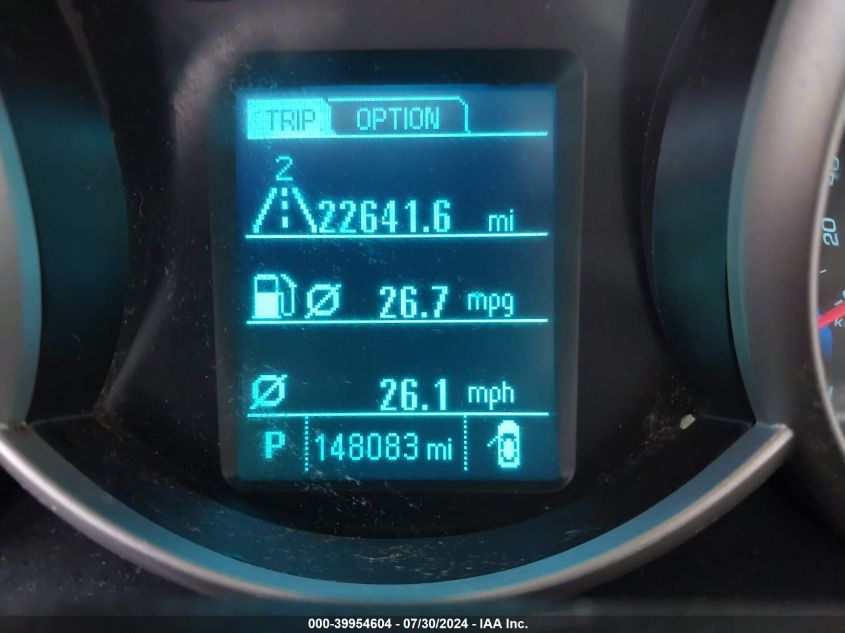 TRIP OPTION
2
22641.6 mi
26.7 mpg
26.1 mph
P 148083 mi
40
20
000-39954604 / 07/30/2024 - IAA Inc.